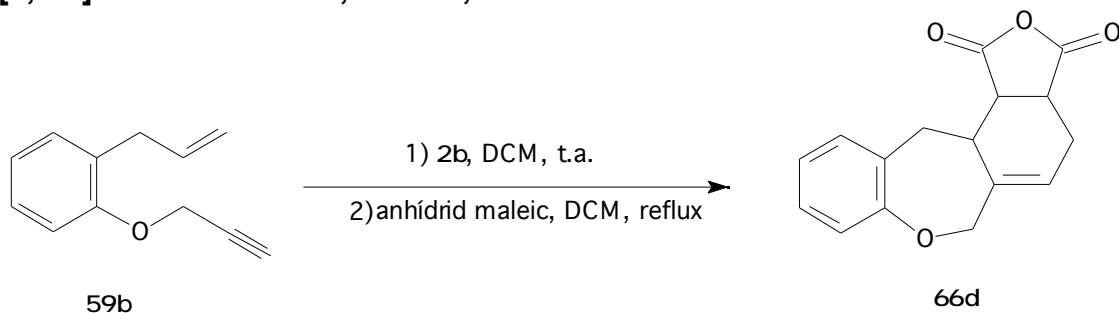 O
O
O
1) 2b, DCM, t.a.
2)anhídrid maleic, DCM, reflux
O
O
59b
66d